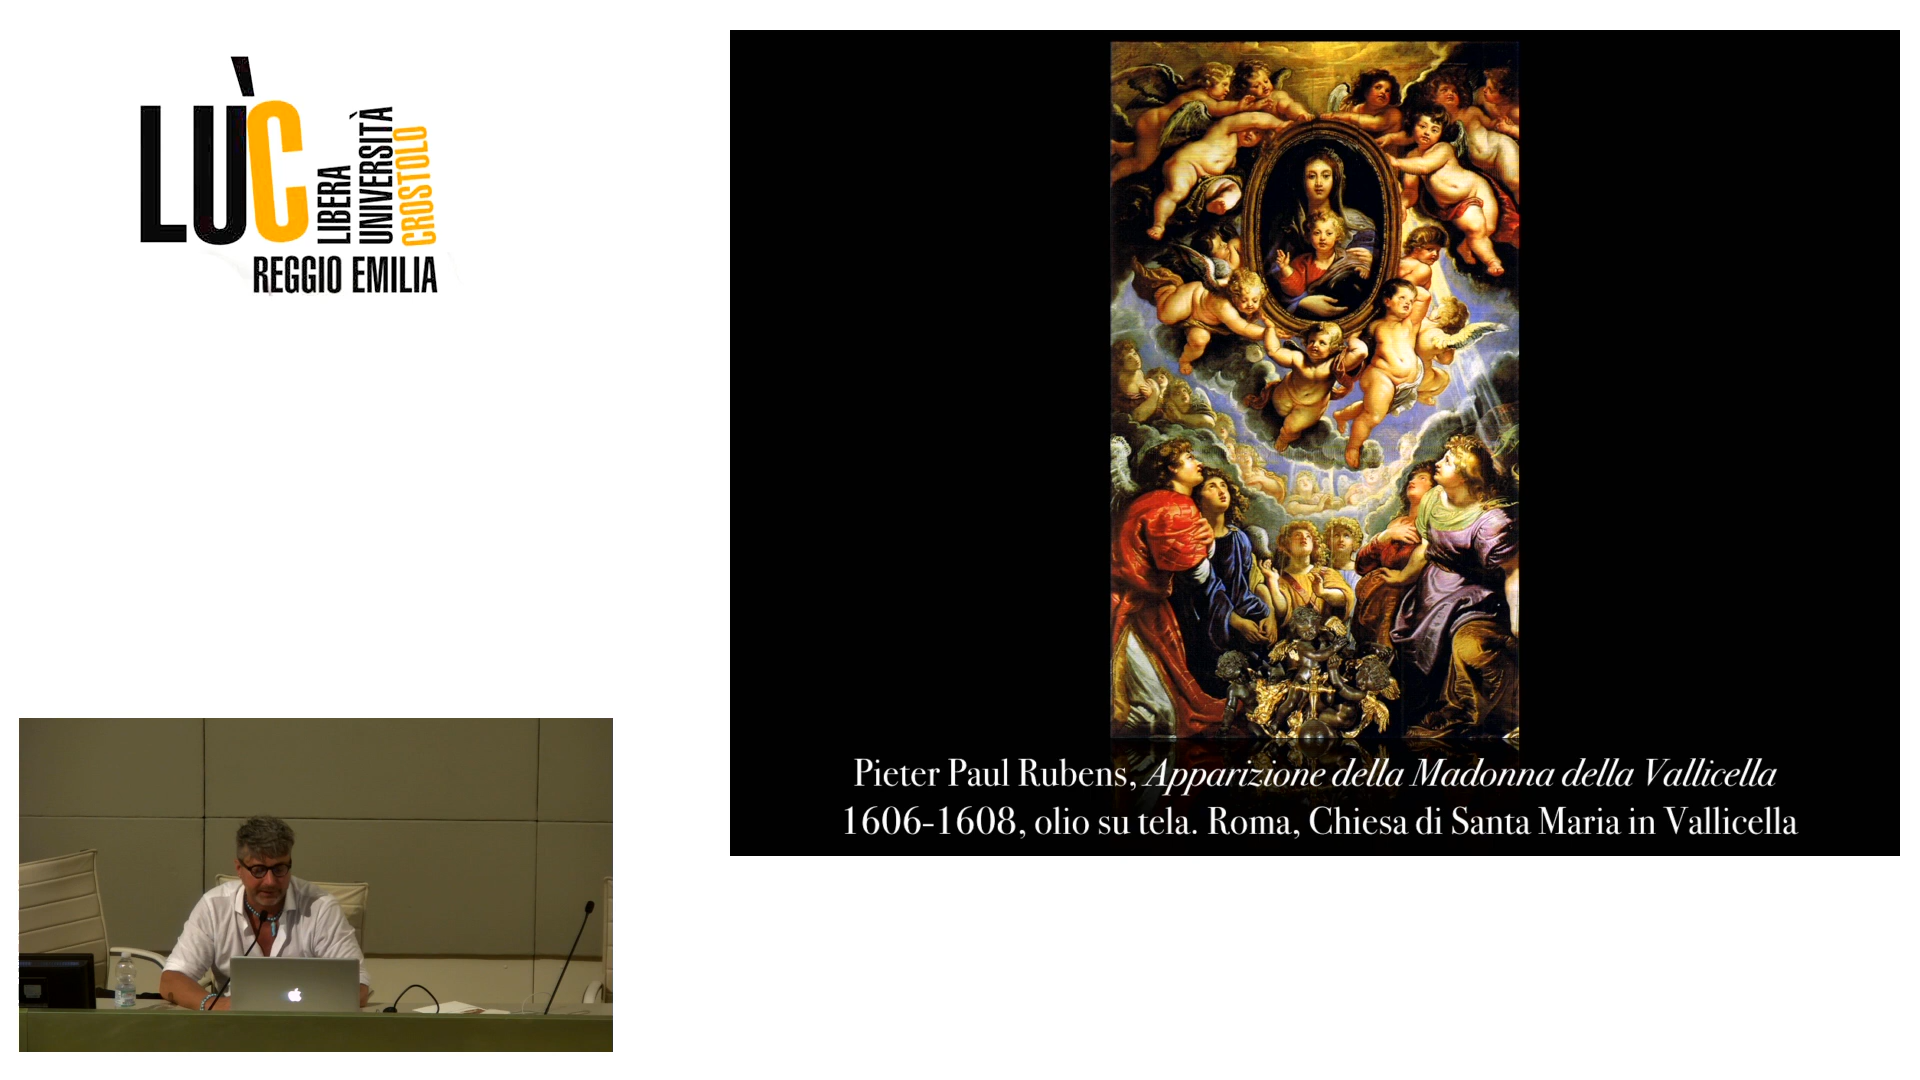 LÙC
LIBERA
UNIVERSITÀ
CROSTOLO
REGGIO EMILIA
Pieter Paul Rubens, Apparizione della Madonna della Vallicella
1606-1608, olio su tela. Roma, Chiesa di Santa Maria in Vallicella